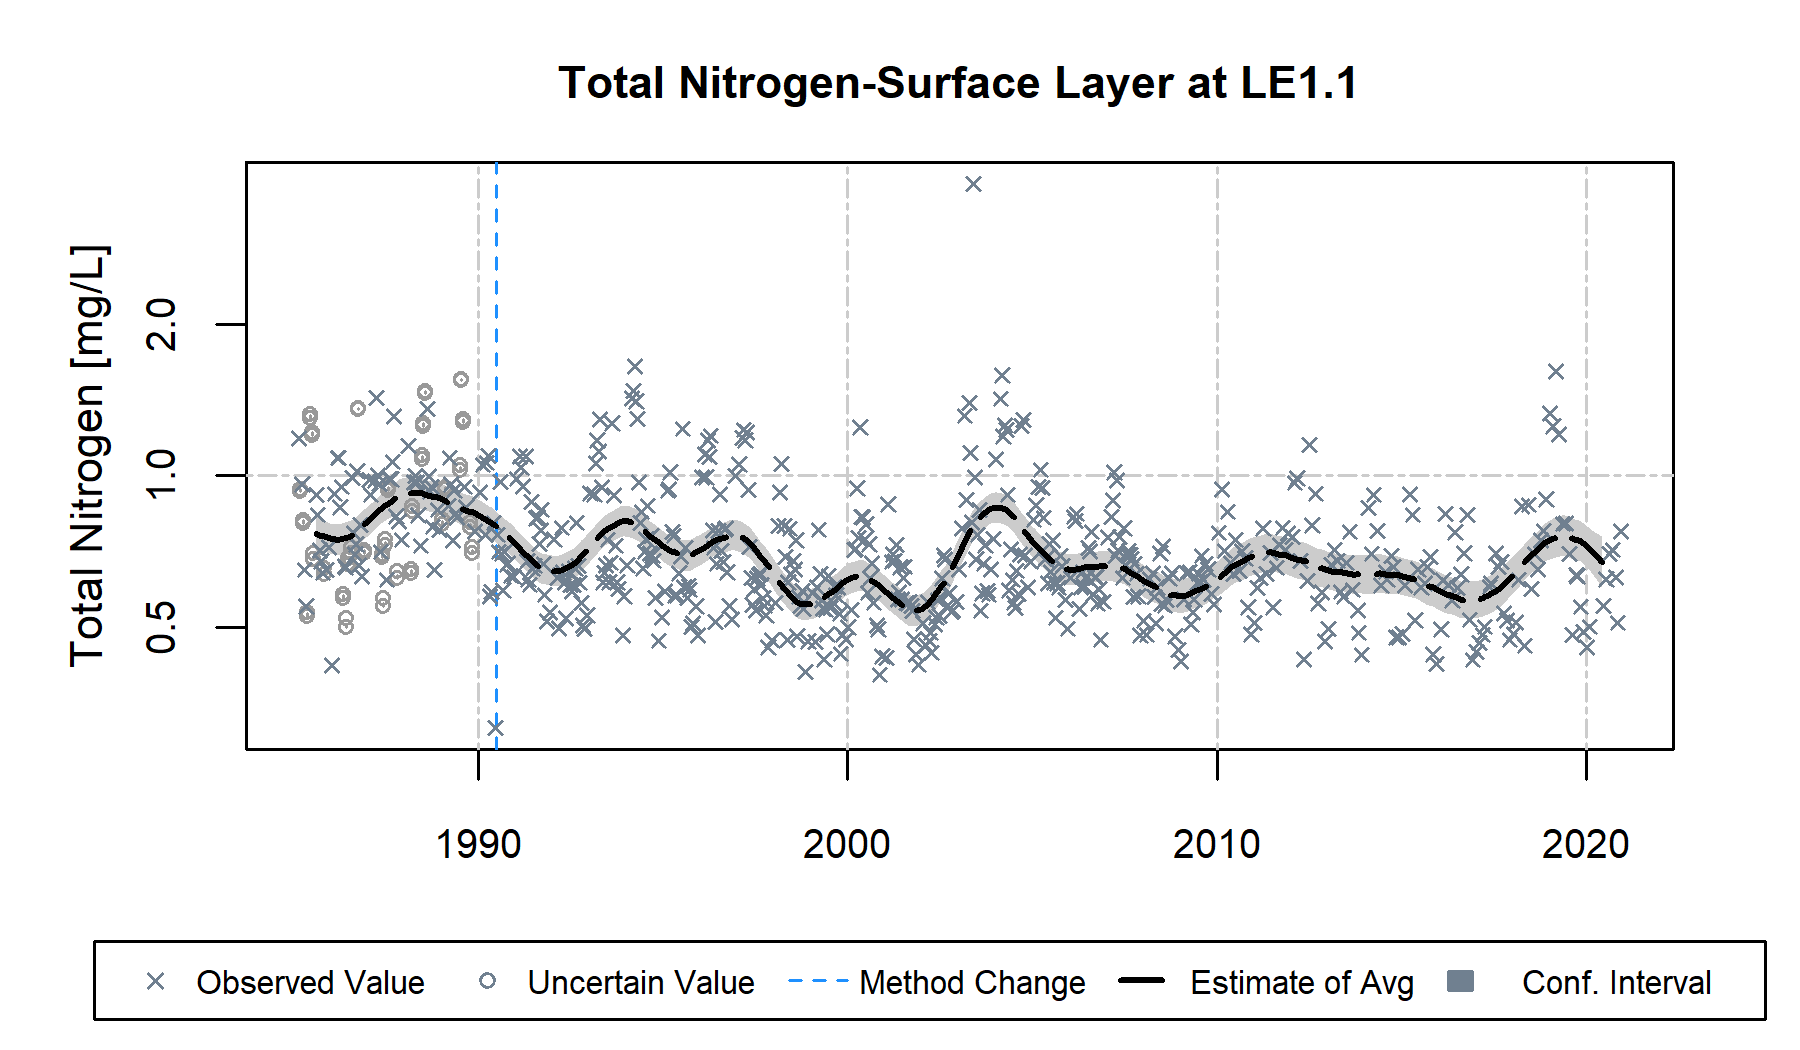 Total Nitrogen-Surface Layer at LE1.1
Total Nitrogen [mg/L]
2.0
1.0
0.5
1990 2000 2010 2020
Observed Value Uncertain Value Method Change Estimate of Avg Conf. Interval